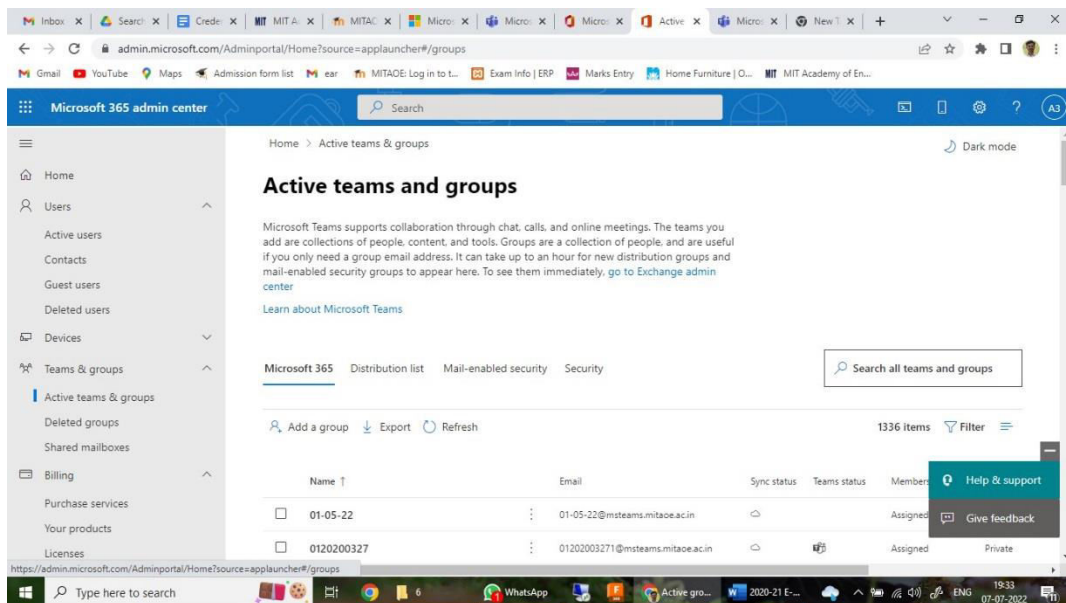 Inbox
Search
Crede
MIT MIT A
MITAC
Micros
Micros
Micros
Active
Micros
New T
admin.microsoft.com/Adminportal/Home?source=applauncher#/groups
Gmail YouTube Maps Admission form list ear MITAOE: Log in to t... Exam Info | ERP Marks Entry Home Furniture | O... MIT MIT Academy of En...
Microsoft 365 admin center
Search
A3
Home > Active teams & groups
Dark mode
Home
Users
Active users
Contacts
Guest users
Deleted users
Devices
Teams & groups
Active teams & groups
Deleted groups
Shared mailboxes
Billing
Purchase services
Your products
Licenses
Active teams and groups
Microsoft Teams supports collaboration through chat, calls, and online meetings. The teams you
add are collections of people, content, and tools. Groups are a collection of people, and are useful
if you only need a group email address. It can take up to an hour for new distribution groups and
mail-enabled security groups to appear here. To see them immediately, go to Exchange admin
center
Learn about Microsoft Teams
Microsoft 365 Distribution list Mail-enabled security Security
Search all teams and groups
Add a group Export Refresh
1336 items Filter
Name ↑ Email Sync status Teams status Members
01-05-22 01-05-22@msteams.mitaoe.ac.in Assigned
0120200327 01202003271@msteams.mitaoe.ac.in Assigned Private
Help & support
Give feedback
https://admin.microsoft.com/Adminportal/Home?source=applauncher#/groups
Type here to search
6
WhatsApp
Active gro...
2020-21 E-...
ENG
19:33
07-07-2022
11